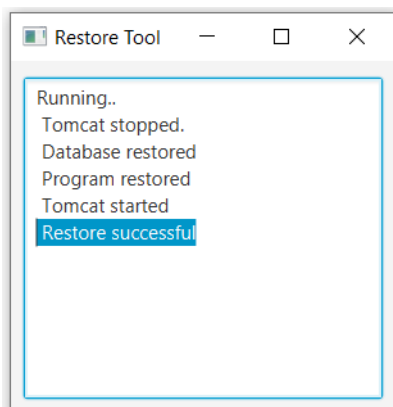 Restore Tool
Running..
Tomcat stopped.
Database restored
Program restored
Tomcat started
Restore successful